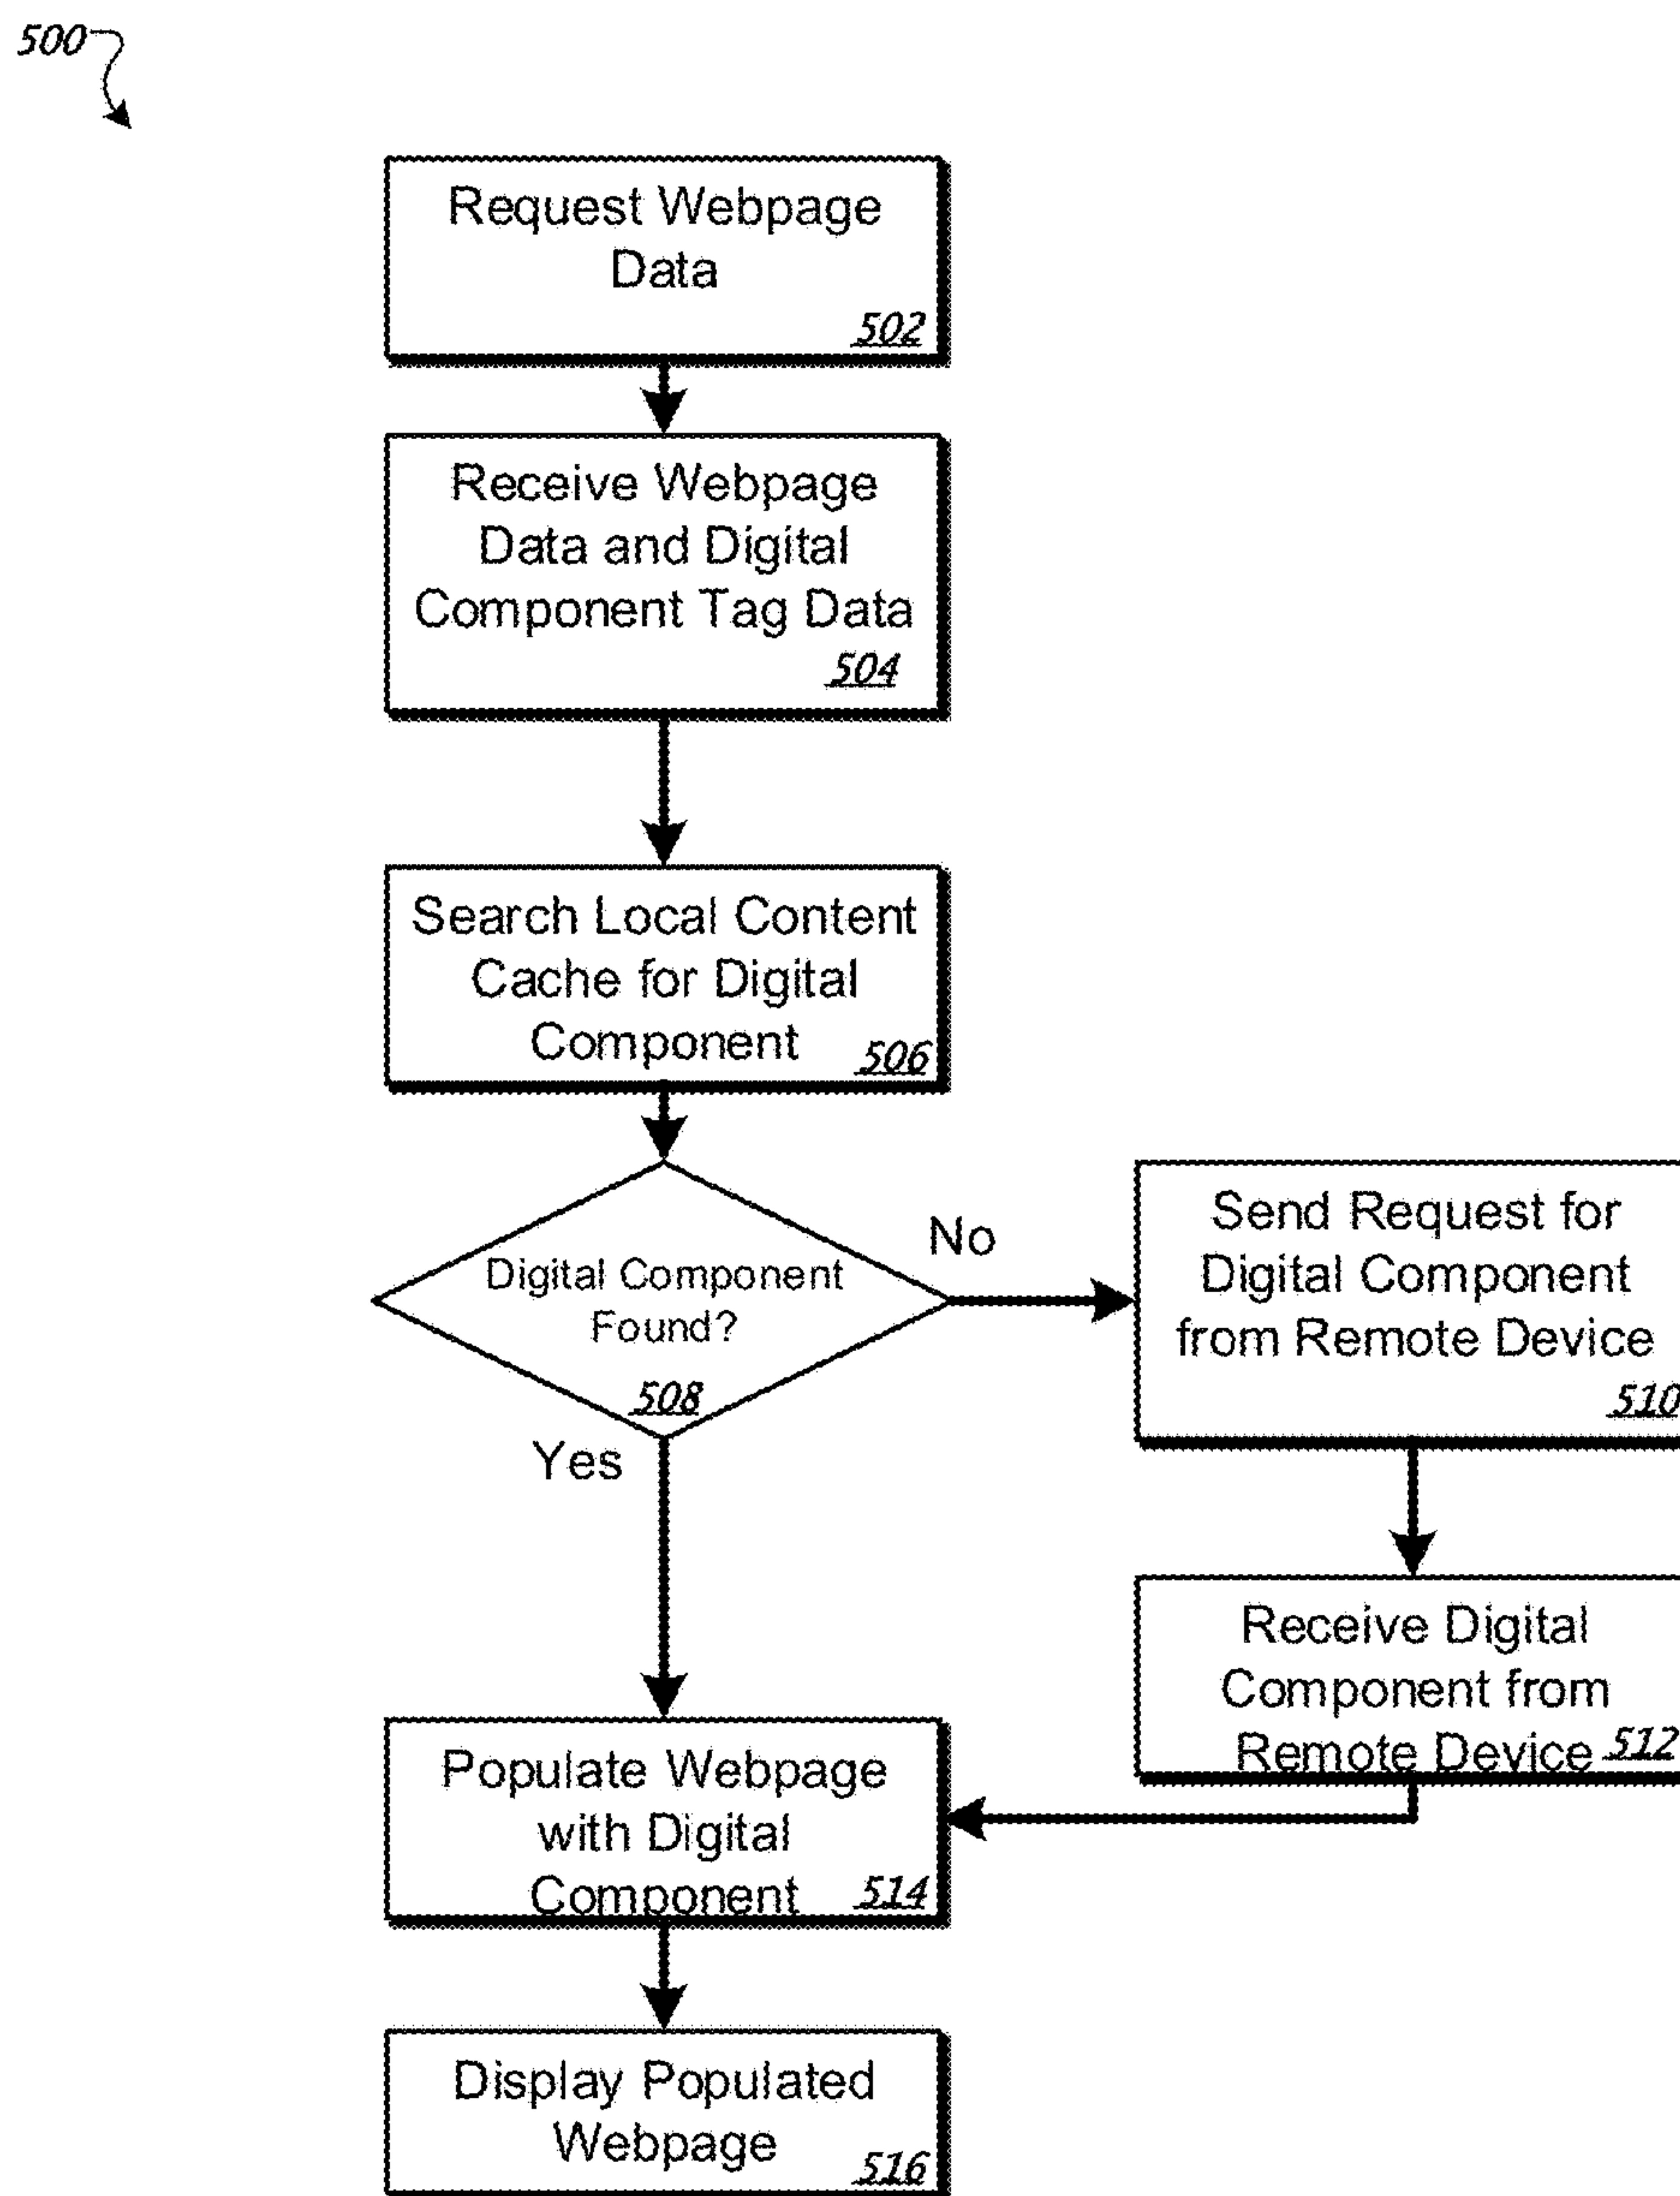 500
Request Webpage
Data
502
Receive Webpage
Data and Digital
Component Tag Data
504
Search Local Content
Cache for Digital
Component
506
Digital Component
Found?
508
No
Yes
Send Request for
Digital Component
from Remote Device
510
Receive Digital
Component from
Remote Device 512
Populate Webpage
with Digital
Component
514
Display Populated
Webpage
516